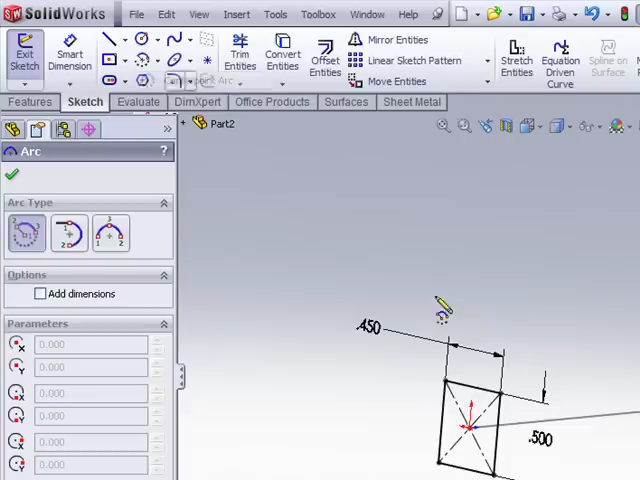 SW SolidWorks File Edit View Insert Tools Toolbox Window Help
Exit Sketch
Smart Dimension
Trim Entities
Convert Entities
Offset Entities
Mirror Entities
Linear Sketch Pattern
Move Entities
Stretch Entities
Equation Driven Curve
Spline on Surface
Features Sketch Evaluate DimXpert Office Products Surfaces Sheet Metal
Part2
Arc ?
Arc Type
Options
Add dimensions
Parameters
0.000
0.000
0.000
0.000
0.000
0.000
.450
.500